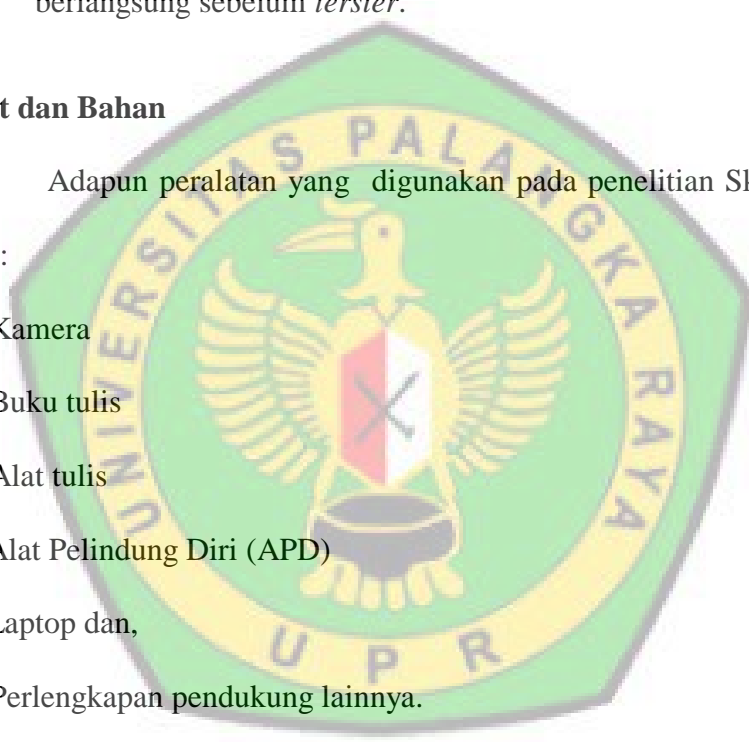 berlangsung sebelum tersier.
t dan Bahan
Adapun peralatan yang digunakan pada penelitian Sk
:
Kamera
Buku tulis
Alat tulis
Alat Pelindung Diri (APD)
Laptop dan,
Perlengkapan pendukung lainnya.
UNIVERSITAS PALANGKA RAYA
UPR